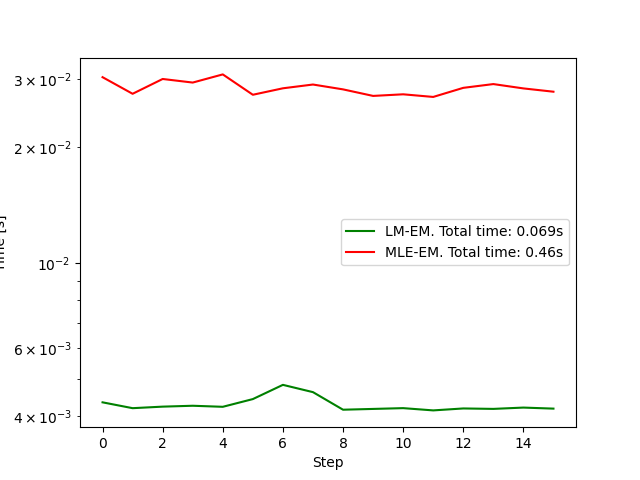 3 × 10⁻²
2 × 10⁻²
10⁻²
6 × 10⁻³
4 × 10⁻³
LM-EM. Total time: 0.069s
MLE-EM. Total time: 0.46s
0 2 4 6 8 10 12 14
Step